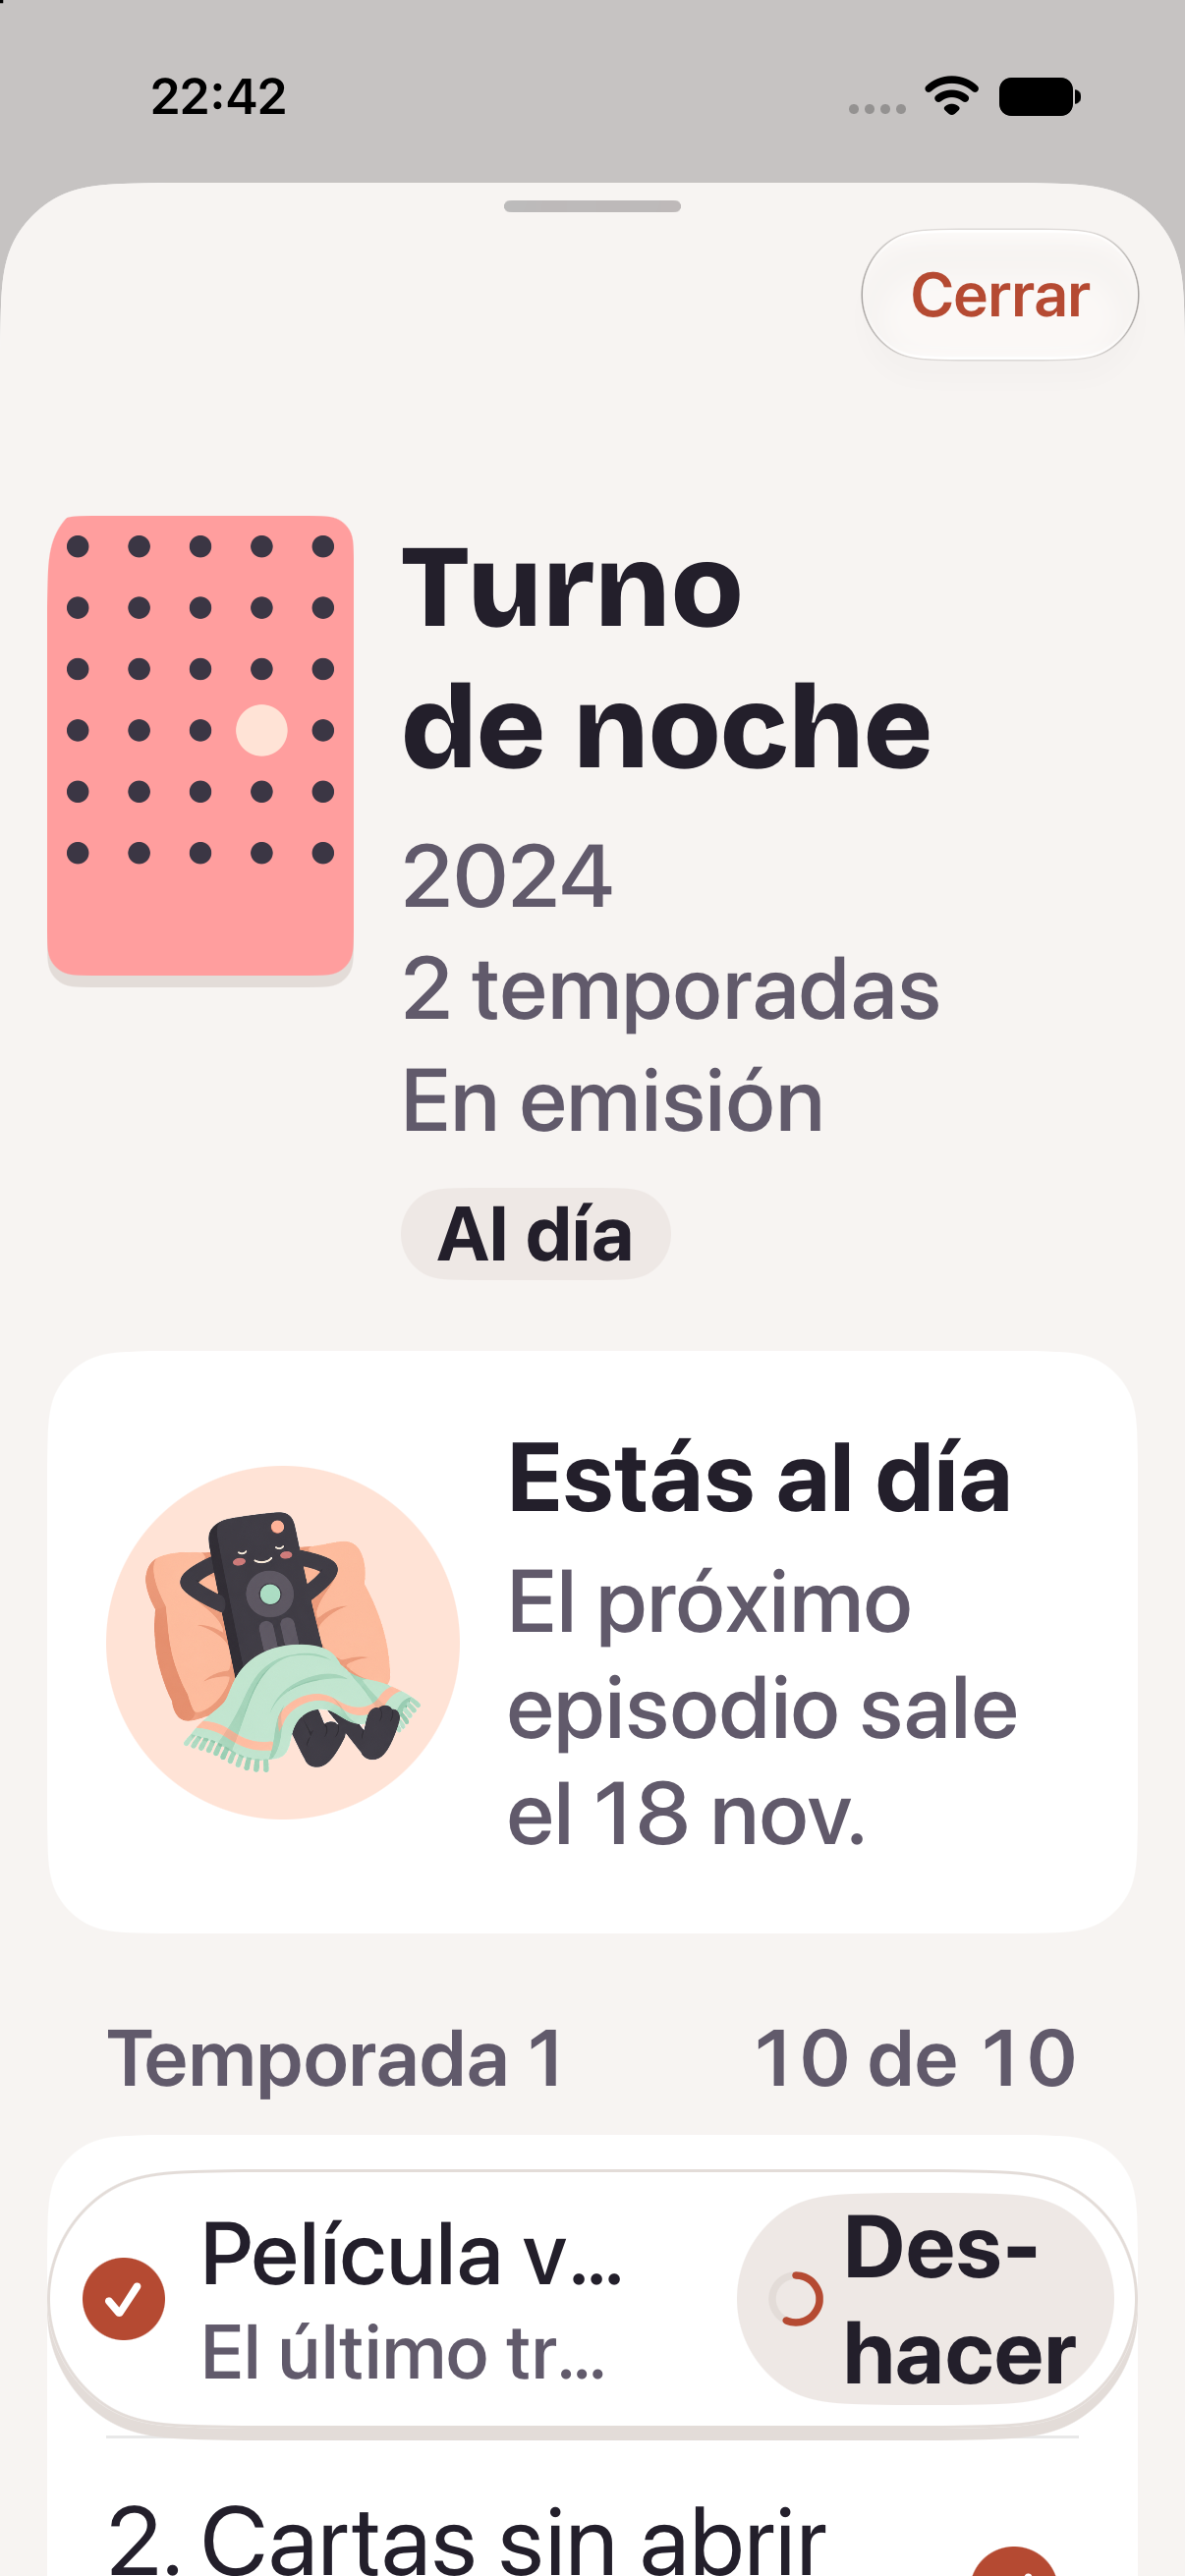 22:42
Cerrar
Turno
de noche
2024
2 temporadas
En emisión
Al día
Estás al día
El próximo
episodio sale
el 18 nov.
Temporada 1 10 de 10
Película v...
El último tr...
Des-
hacer
2. Cartas sin abrir